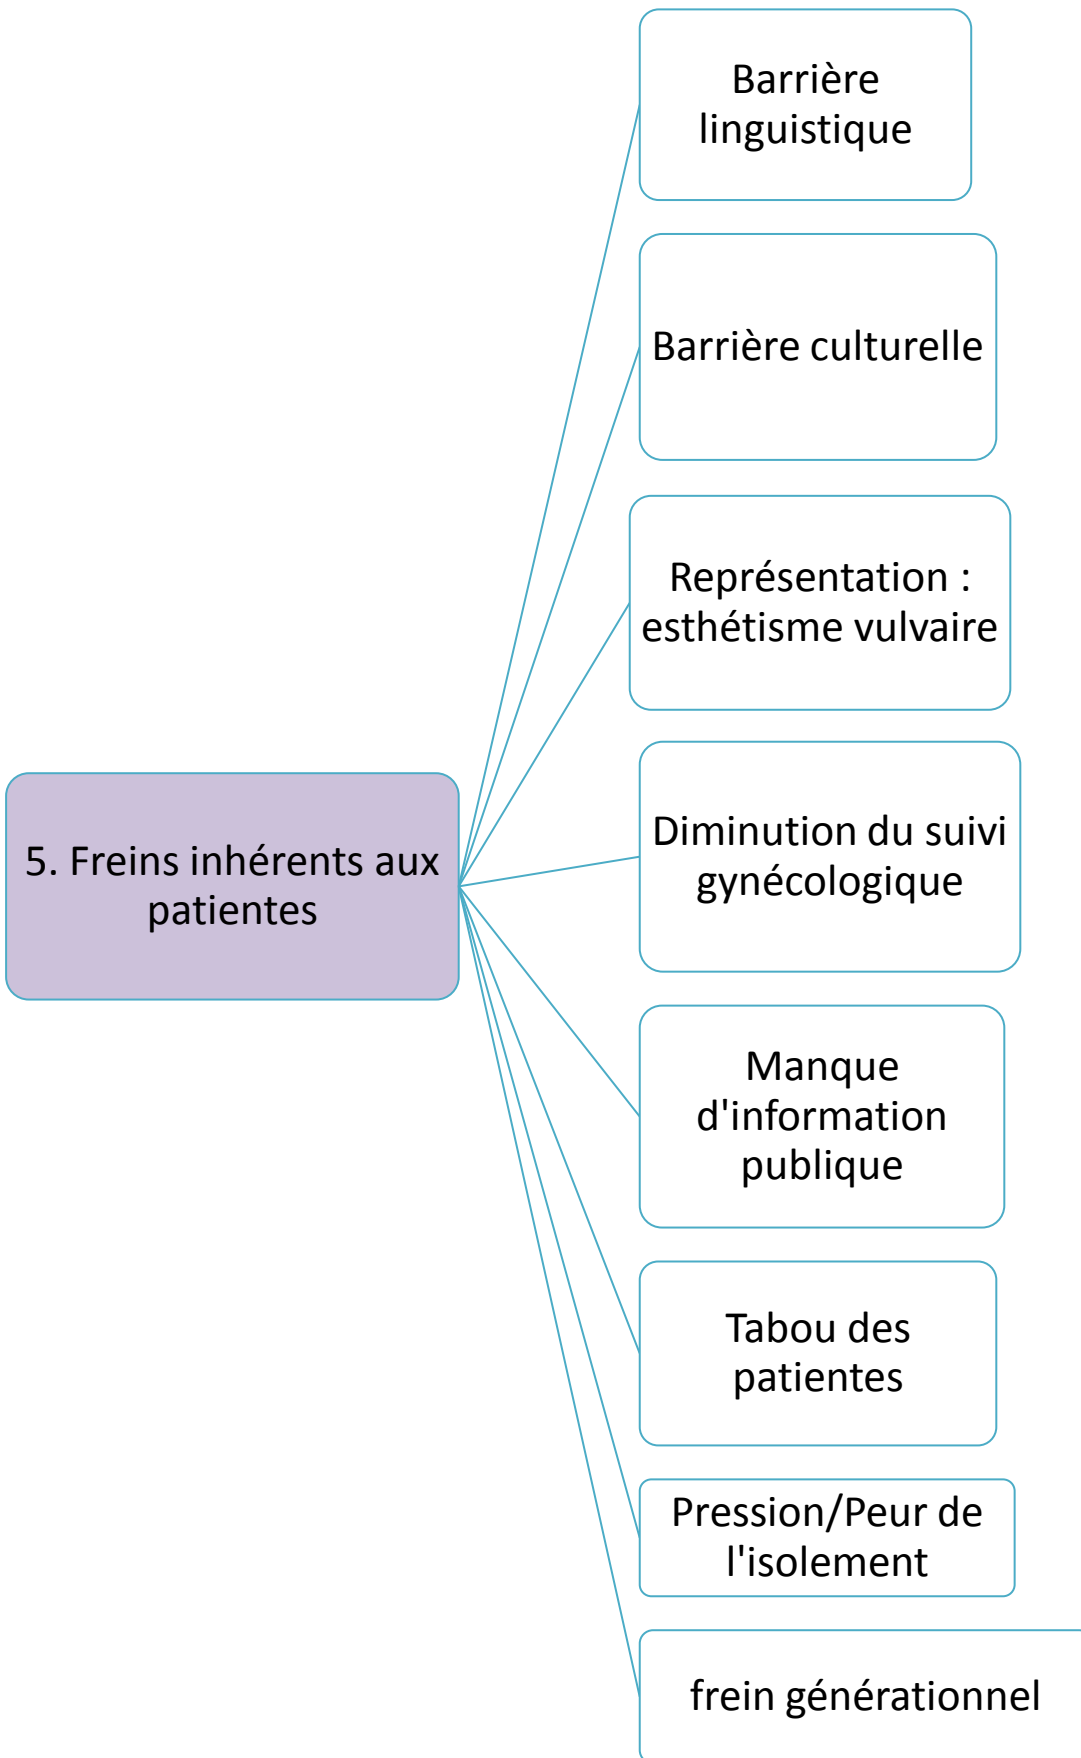 Barrière
linguistique
Barrière culturelle
Représentation :
esthétisme vulvaire
Diminution du suivi
gynécologique
5. Freins inhérents aux
patientes
Manque
d'information
publique
Tabou des
patientes
Pression/Peur de
l'isolement
frein générationnel